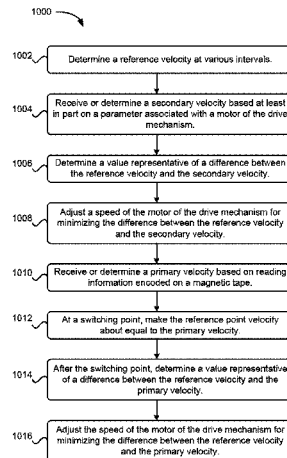 1000
1002
Determine a reference velocity at various intervals.
1004
Receive or determine a secondary velocity based at least
in part on a parameter associated with a motor of the drive
mechanism.
1006
Determine a value representative of a difference between
the reference velocity and the secondary velocity.
1008
Adjust a speed of the motor of the drive mechanism for
minimizing the difference between the reference velocity
and the secondary velocity.
1010
Receive or determine a primary velocity based on reading
information encoded on a magnetic tape.
1012
At a switching point, make the reference point velocity
about equal to the primary velocity.
1014
After the switching point, determine a value representative
of a difference between the reference velocity and the
primary velocity.
1016
Adjust the speed of the motor of the drive mechanism for
minimizing the difference between the reference velocity
and the primary velocity.